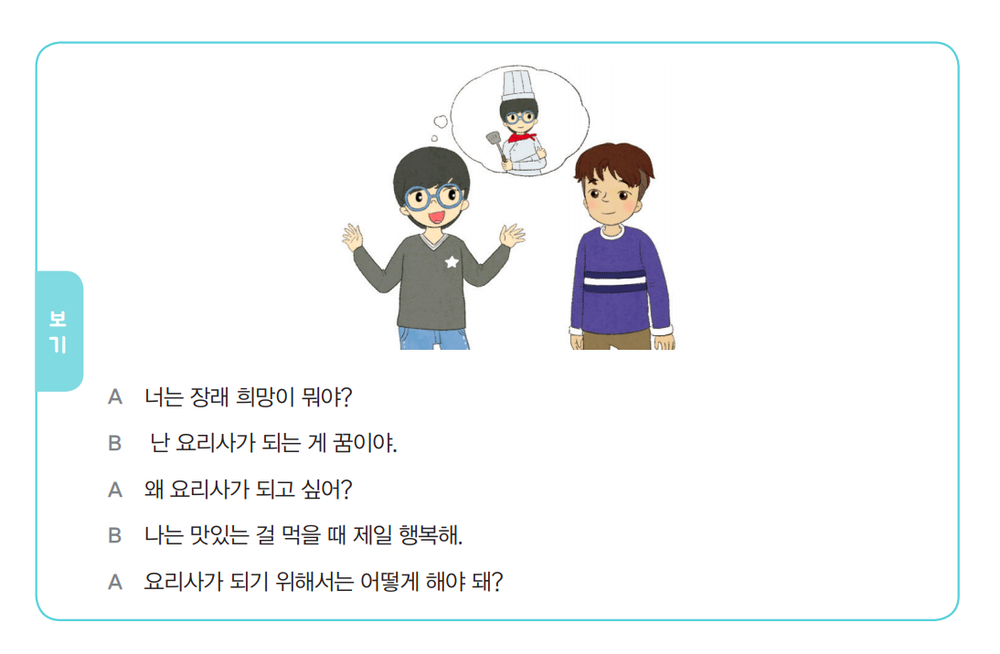 보기
A 너는 장래 희망이 뭐야?
B 난 요리사가 되는 게 꿈이야.
A 왜 요리사가 되고 싶어?
B 나는 맛있는 걸 먹을 때 제일 행복해.
A 요리사가 되기 위해서는 어떻게 해야 돼?